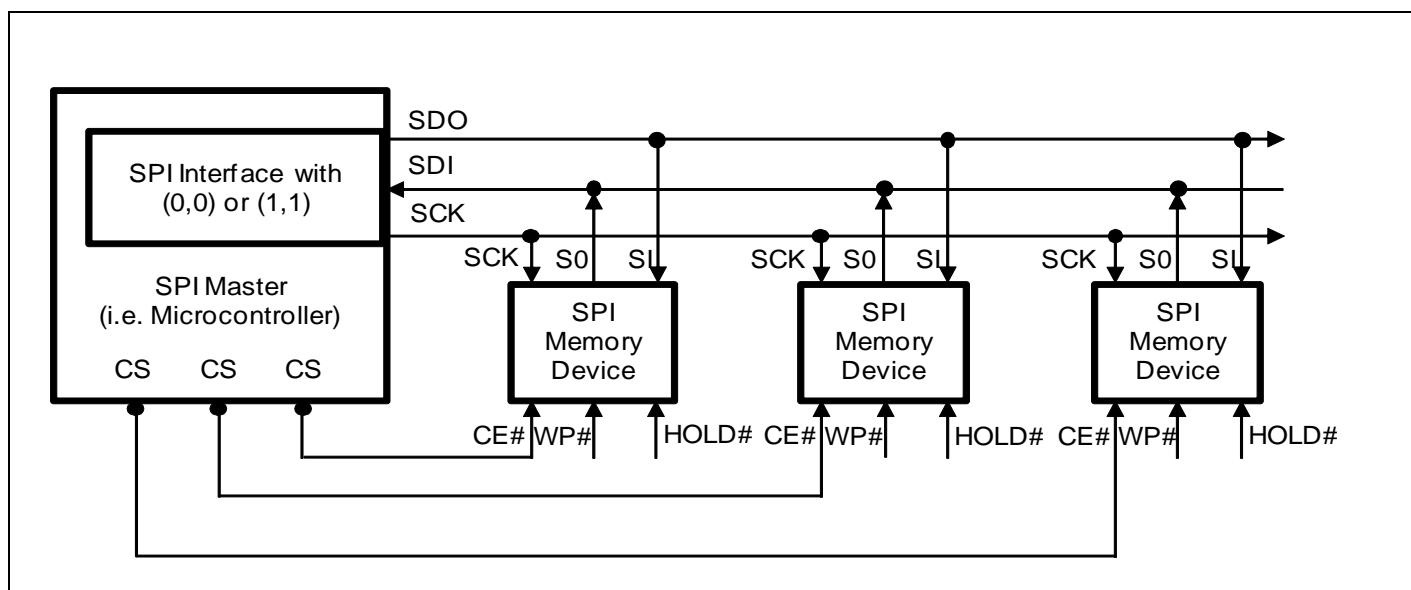 SDO
SPI Interface with
(0,0) or (1,1)
SDI
SCK
SCK S0 SI SCK S0 SI SCK S0 SI
SPI Master
(i.e. Microcontroller)
SPI
Memory
Device
SPI
Memory
Device
SPI
Memory
Device
CS CS CS
CE# WP# HOLD# CE# WP# HOLD# CE# WP# HOLD#